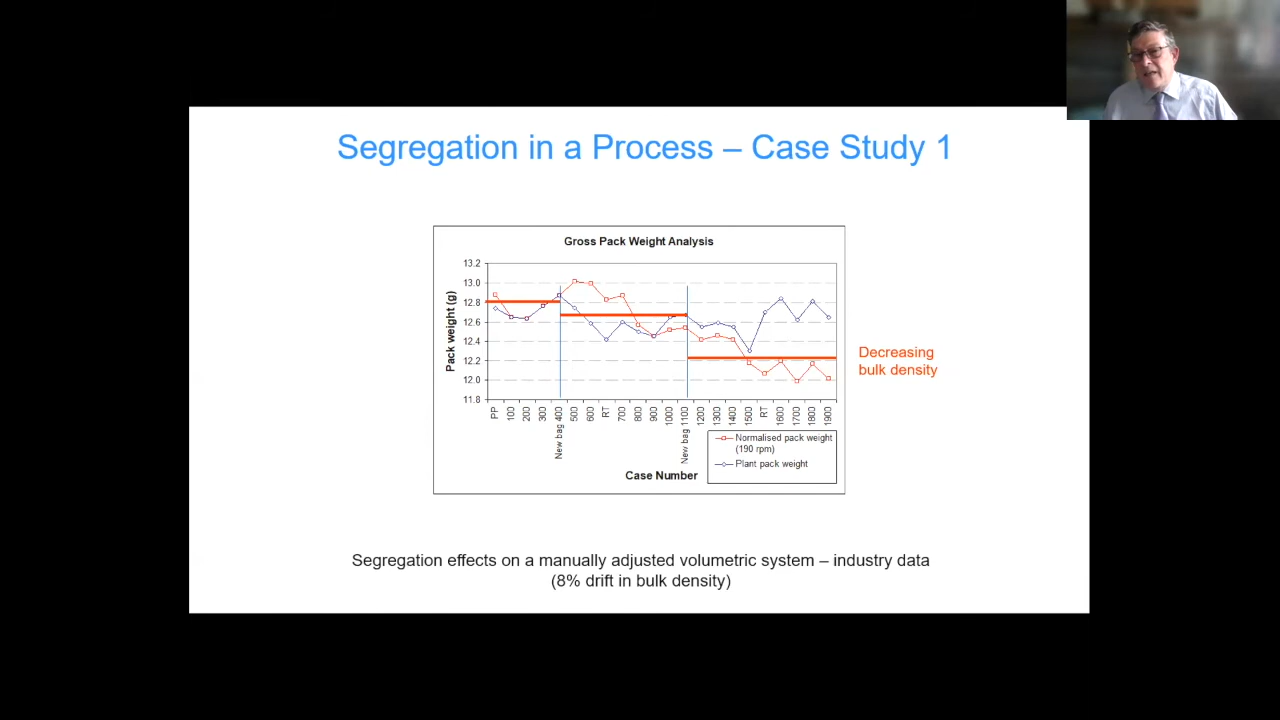 Segregation in a Process – Case Study 1
Gross Pack Weight Analysis
Pack weight (g)
13.2
13.0
12.8
12.6
12.4
12.2
12.0
11.8
PP
100
200
300
New bag 400
500
600
RT
700
800
900
1000
New bag 1100
1200
1300
1400
1500
RT
1600
1700
1800
1900
Case Number
Normalised pack weight
(190 rpm)
Plant pack weight
Decreasing
bulk density
Segregation effects on a manually adjusted volumetric system – industry data
(8% drift in bulk density)